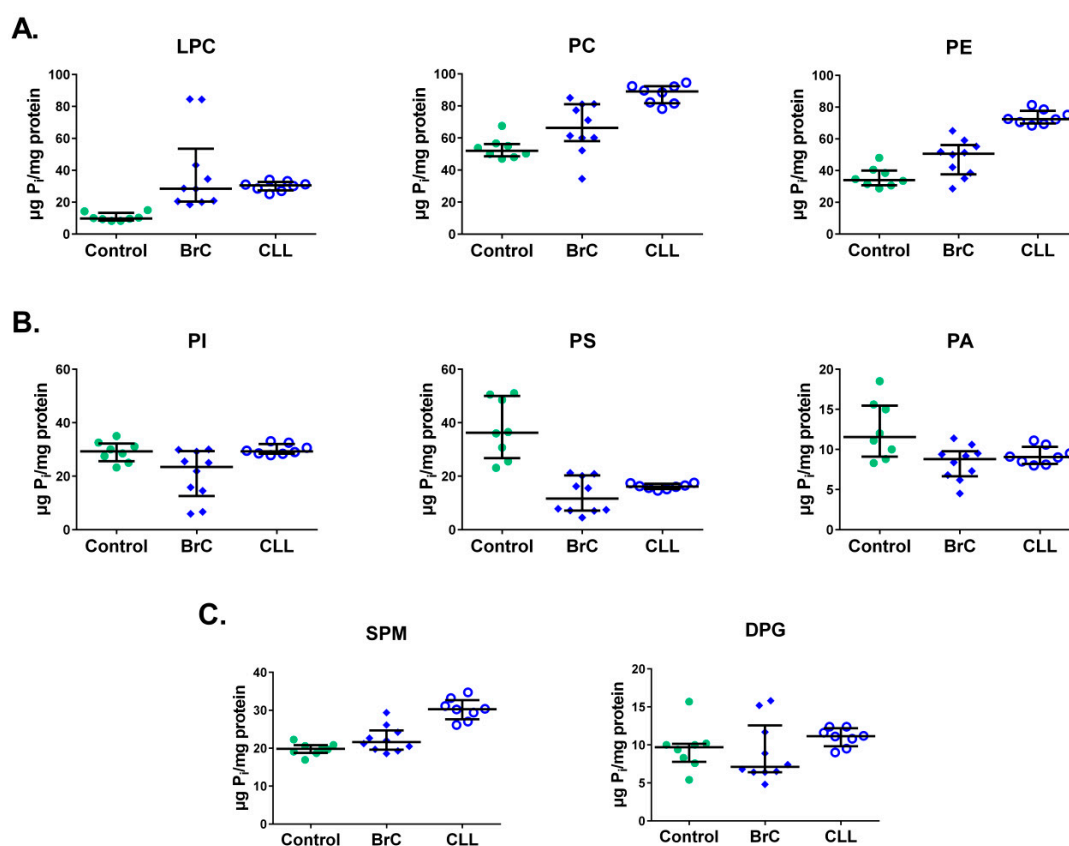 A.
LPC
µg Pi/mg protein
100
80
60
40
20
0
Control BrC CLL
PC
µg Pi/mg protein
100
80
60
40
20
0
Control BrC CLL
PE
µg Pi/mg protein
100
80
60
40
20
0
Control BrC CLL
B.
PI
µg Pi/mg protein
60
40
20
0
Control BrC CLL
PS
µg Pi/mg protein
60
40
20
0
Control BrC CLL
PA
µg Pi/mg protein
20
15
10
5
0
Control BrC CLL
C.
SPM
µg Pi/mg protein
40
30
20
10
0
Control BrC CLL
DPG
µg Pi/mg protein
20
15
10
5
0
Control BrC CLL